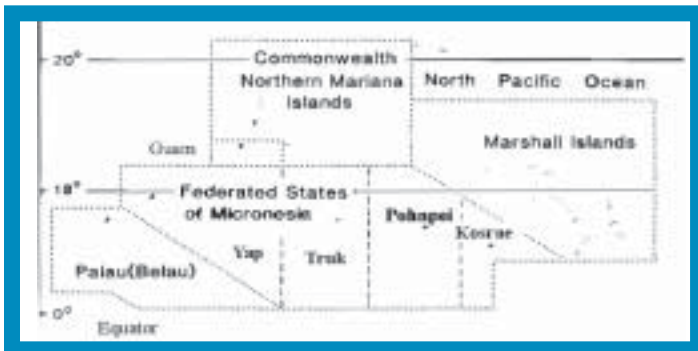 20°
Commonwealth
Northern Mariana
Islands
North Pacific Ocean
Guam
Marshall Islands
18°
Federated States
of Micronesia
Pohnpei
Kosrae
Yap
Truk
Palau(Belau)
0°
Equator